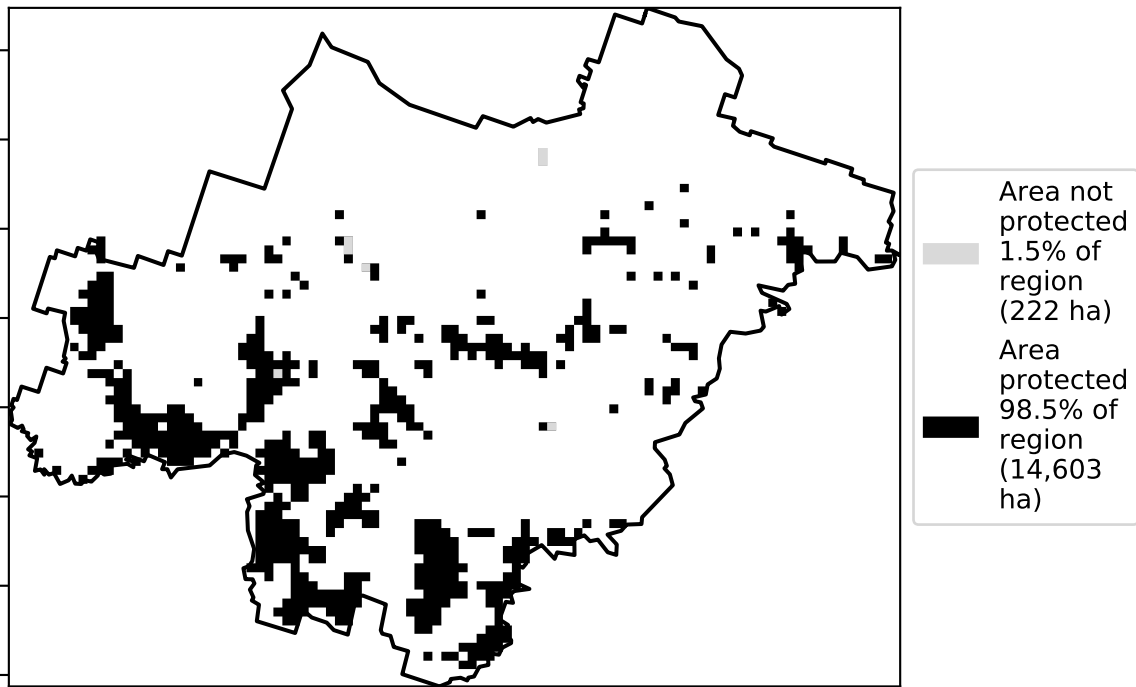 Area not
protected
1.5% of
region
(222 ha)
Area
protected
98.5% of
region
(14,603
ha)